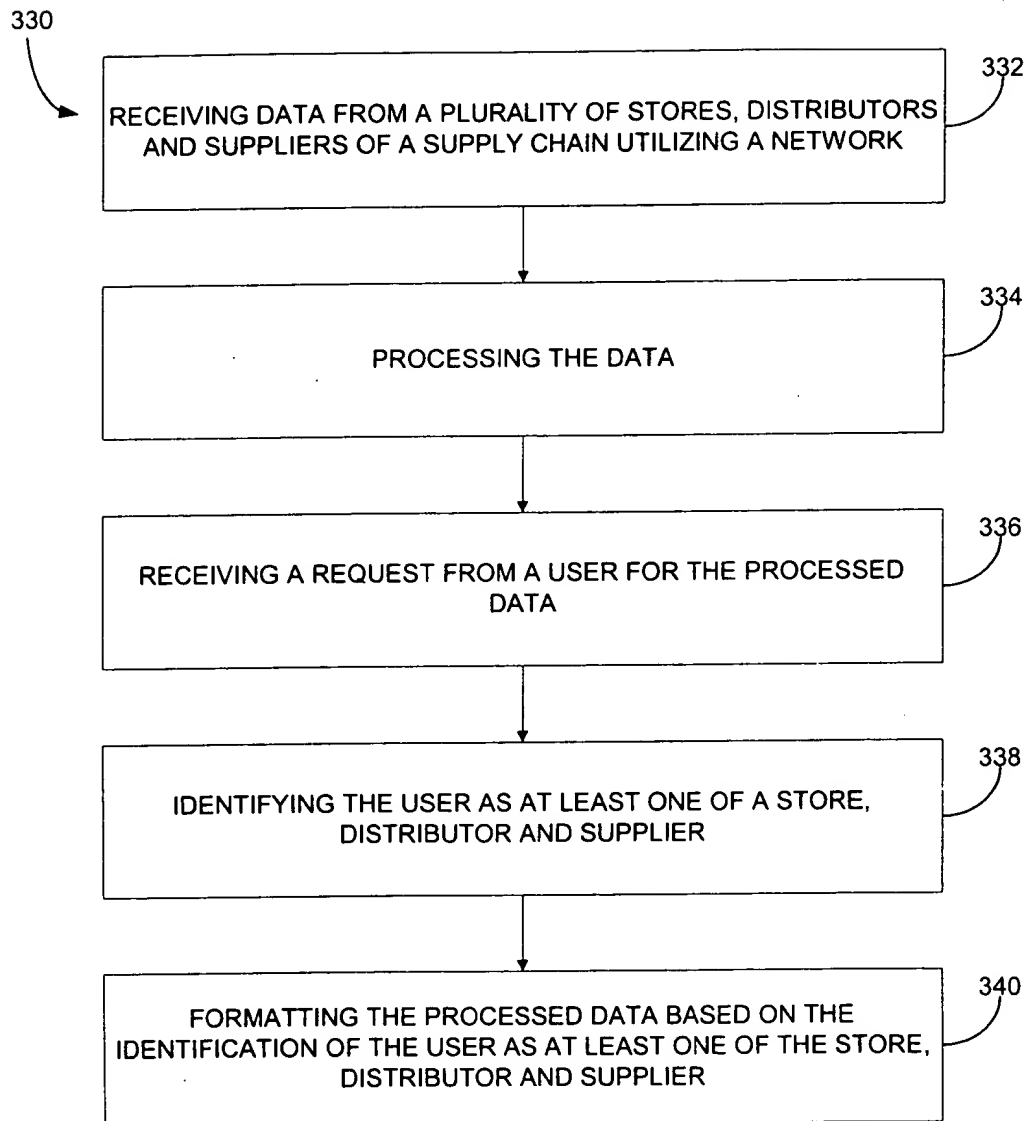 330
332
RECEIVING DATA FROM A PLURALITY OF STORES, DISTRIBUTORS
AND SUPPLIERS OF A SUPPLY CHAIN UTILIZING A NETWORK
334
PROCESSING THE DATA
336
RECEIVING A REQUEST FROM A USER FOR THE PROCESSED
DATA
338
IDENTIFYING THE USER AS AT LEAST ONE OF A STORE,
DISTRIBUTOR AND SUPPLIER
340
FORMATTING THE PROCESSED DATA BASED ON THE
IDENTIFICATION OF THE USER AS AT LEAST ONE OF THE STORE,
DISTRIBUTOR AND SUPPLIER